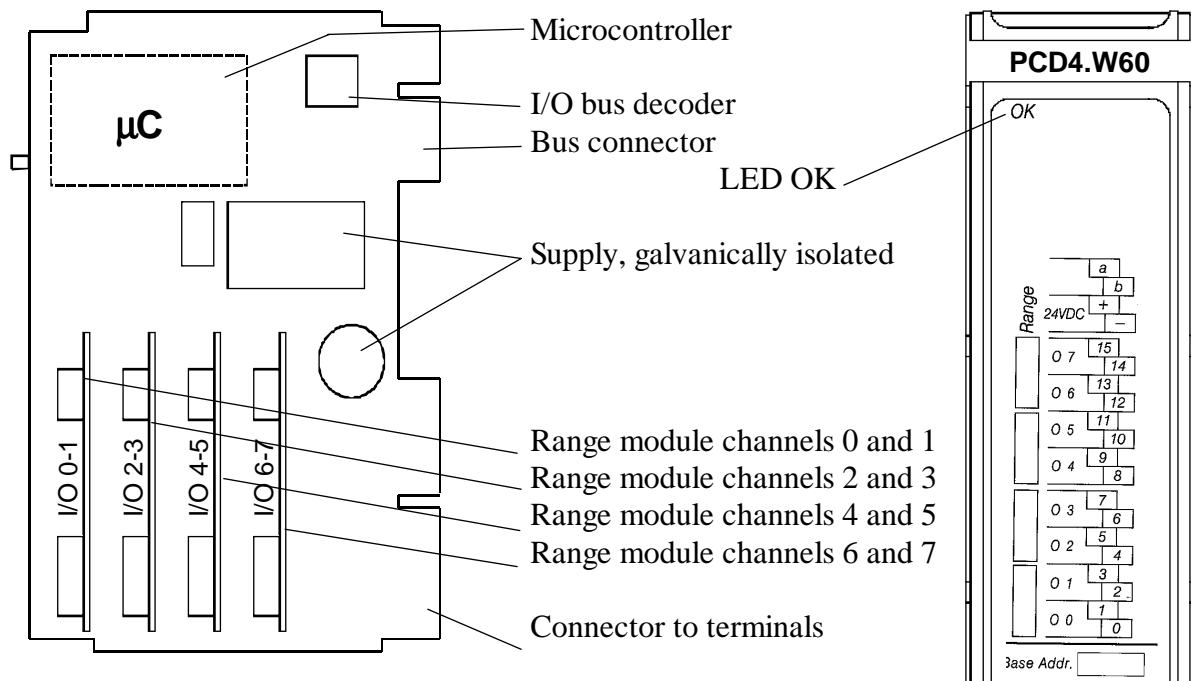 Microcontroller
I/O bus decoder
Bus connector
µC
Supply, galvanically isolated
I/O 0-1
I/O 2-3
I/O 4-5
I/O 6-7
Range module channels 0 and 1
Range module channels 2 and 3
Range module channels 4 and 5
Range module channels 6 and 7
Connector to terminals
PCD4.W60
OK
LED OK
a
b
Range
24VDC +
-
O 7 15
14
O 6 13
12
O 5 11
10
O 4 9
8
O 3 7
6
O 2 5
4
O 1 3
2
O 0 1
0
Base Addr.